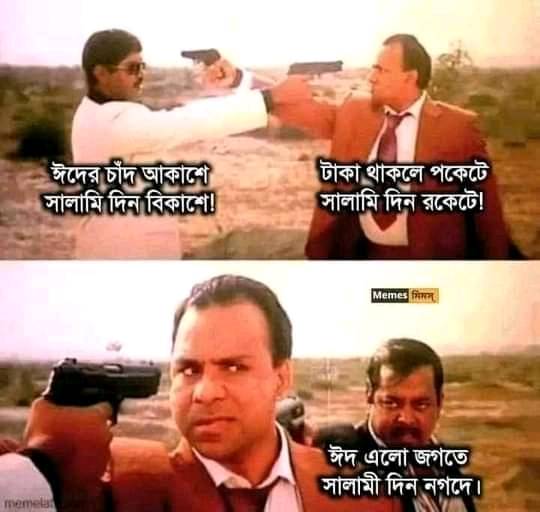 ঈদের চাঁদ আকাশে
সালামি দিন বিকাশে!
টাকা থাকলে পকেটে
সালামি দিন রকেটে!
Memes মিমস্
ঈদ এলো জগতে
সালামী দিন নগদে।